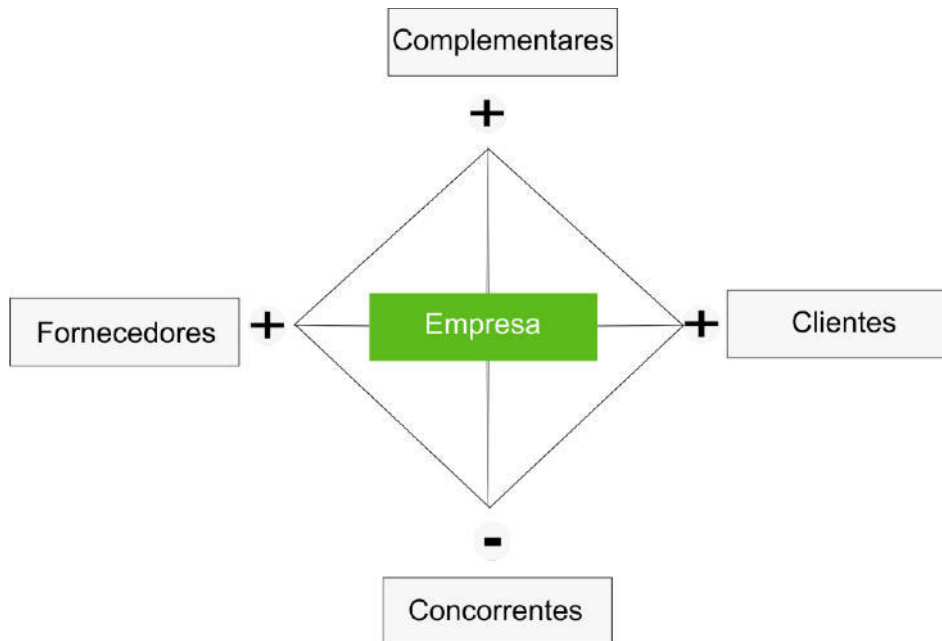 Complementares
+
Fornecedores + Empresa + Clientes
-
Concorrentes